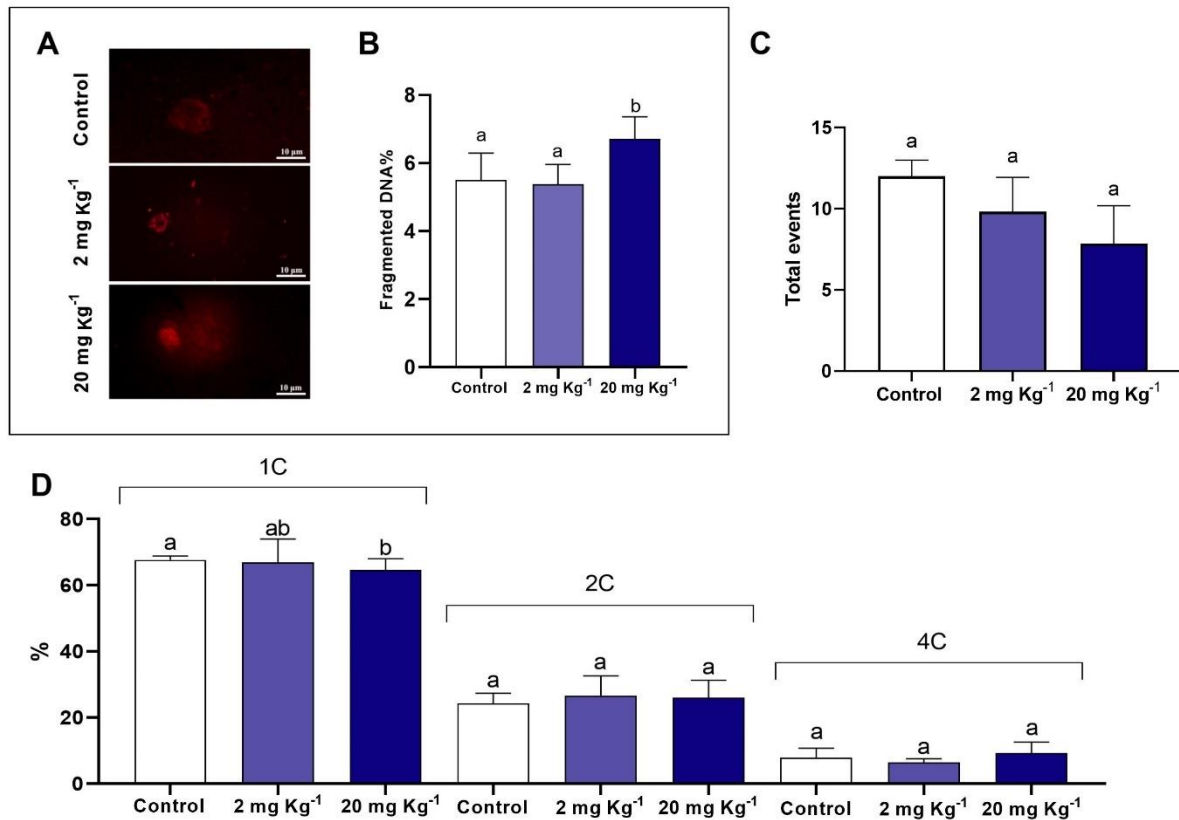 A
Control
10 µm
2 mg Kg⁻¹
10 µm
20 mg Kg⁻¹
10 µm
B
Fragmented DNA%
8
6
4
2
0
a
a
b
Control
2 mg Kg⁻¹
20 mg Kg⁻¹
C
Total events
15
10
5
0
a
a
a
Control
2 mg Kg⁻¹
20 mg Kg⁻¹
D
%
80
60
40
20
0
1C
a
ab
b
2C
a
a
a
4C
a
a
a
Control
2 mg Kg⁻¹
20 mg Kg⁻¹
Control
2 mg Kg⁻¹
20 mg Kg⁻¹
Control
2 mg Kg⁻¹
20 mg Kg⁻¹